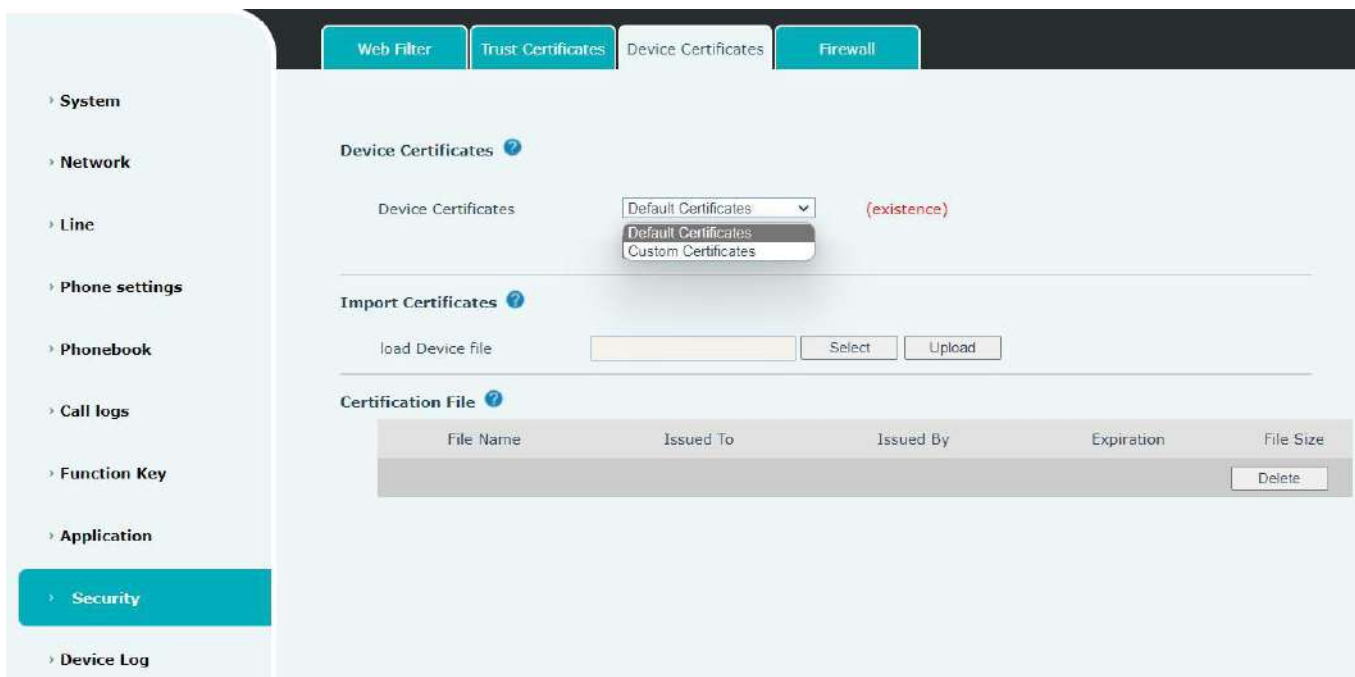 Web Filter Trust Certificates Device Certificates Firewall
System
Network
Line
Phone settings
Phonebook
Call logs
Function Key
Application
Security
Device Log
Device Certificates ?
Device Certificates Default Certificates (existence)
Default Certificates
Custom Certificates
Import Certificates ?
load Device file Select Upload
Certification File ?
File Name Issued To Issued By Expiration File Size
Delete